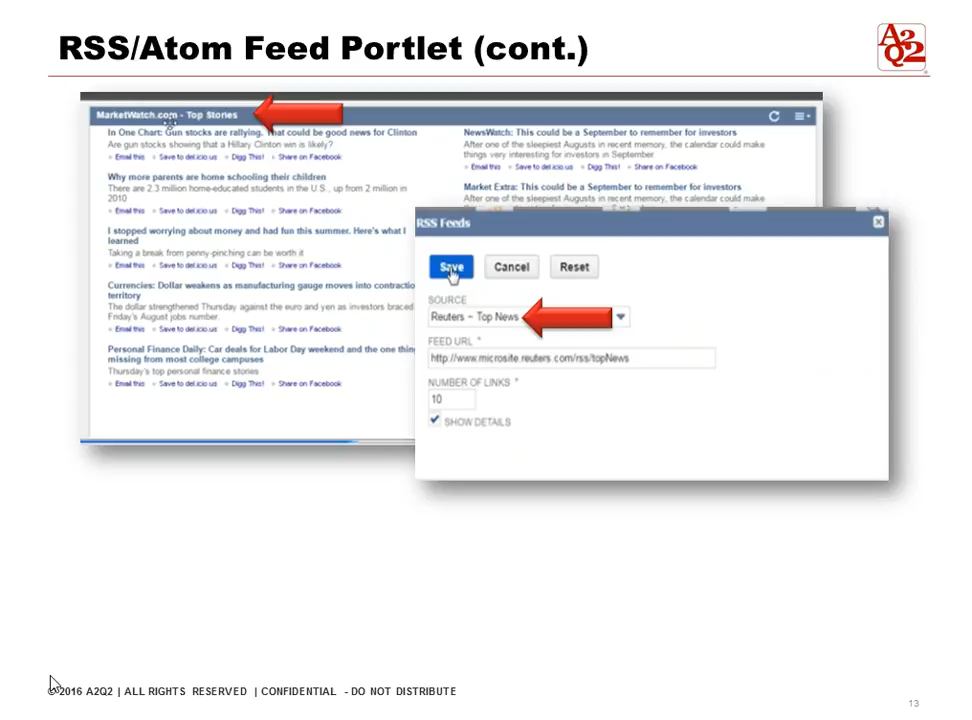 RSS/Atom Feed Portlet (cont.)
A2
Q2
MarketWatch.com - Top Stories
In One Chart: Gun stocks are rallying. That could be good news for Clinton
Are gun stocks showing that a Hillary Clinton win is likely?
Email this Save to del.icio.us Digg This! Share on Facebook
Why more parents are home schooling their children
There are 2.3 million home-educated students in the U.S., up from 2 million in
2010
Email this Save to del.icio.us Digg This! Share on Facebook
I stopped worrying about money and had fun this summer. Here's what I
learned
Taking a break from penny-pinching can be worth it
Email this Save to del.icio.us Digg This! Share on Facebook
Currencies: Dollar weakens as manufacturing gauge moves into contractio
territory
The dollar strengthened Thursday against the euro and yen as investors braced
Friday's August jobs number.
Email this Save to del.icio.us Digg This! Share on Facebook
Personal Finance Daily: Car deals for Labor Day weekend and the one thin
missing from most college campuses
Thursday's top personal finance stories
Email this Save to del.icio.us Digg This! Share on Facebook
NewsWatch: This could be a September to remember for investors
After one of the sleepiest Augusts in recent memory, the calendar could make
things very interesting for investors in September.
Email this Save to del.icio.us Digg This! Share on Facebook
Market Extra: This could be a September to remember for investors
After one of the sleepiest Augusts in recent memory, the calendar could make
RSS Feeds
Save Cancel Reset
SOURCE
Reuters - Top News
FEED URL *
http://www.microsite.reuters.com/rss/topNews
NUMBER OF LINKS *
10
SHOW DETAILS
© 2016 A2Q2 | ALL RIGHTS RESERVED | CONFIDENTIAL - DO NOT DISTRIBUTE
13